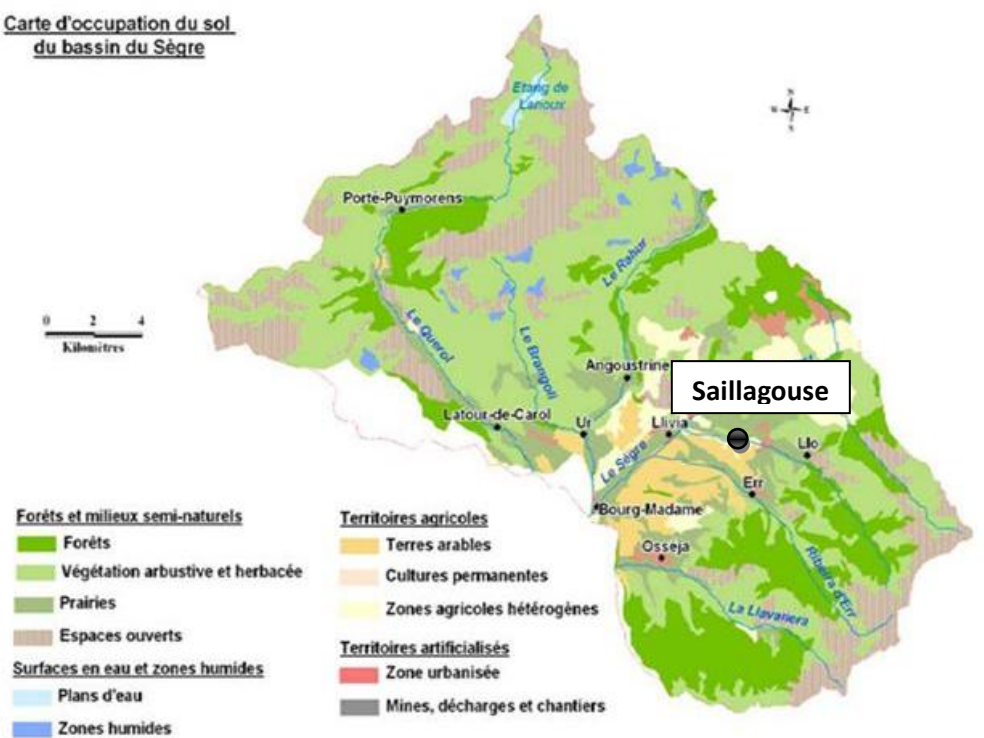 Carte d'occupation du sol
du bassin du Sègre
Etang de
Lanoux
N
W E
S
Porté-Puymorens
Le Rahur
0 2 4
Kilomètres
Le Querol
Le Brangoli
Angoustrine
Saillagouse
Latour-de-Carol
Ur
Llivia
Llo
Le Sègre
Err
Bourg-Madame
Osseja
Ribeira d'Err
La Llavanera
Forêts et milieux semi-naturels
Forêts
Végétation arbustive et herbacée
Prairies
Espaces ouverts
Surfaces en eau et zones humides
Plans d'eau
Zones humides
Territoires agricoles
Terres arables
Cultures permanentes
Zones agricoles hétérogènes
Territoires artificialisés
Zone urbanisée
Mines, décharges et chantiers